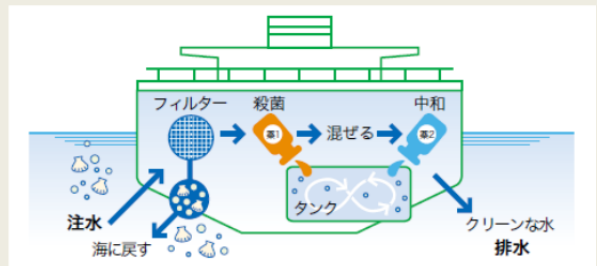 フィルター
殺菌
中和
薬1
混ぜる
薬2
タンク
注水
海に戻す
クリーンな水
排水